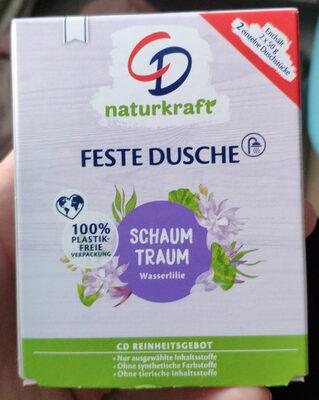 CD
naturkraft
Enthält
2 x 50 g
2 einzelne Duschstücke
FESTE DUSCHE
100%
PLASTIK-
FREIE
VERPACKUNG
SCHAUM
TRAUM
Wasserlilie
CD REINHEITSGEBOT
• Nur ausgewählte Inhaltsstoffe
• Ohne synthetische Farbstoffe
• Ohne tierische Inhaltsstoffe